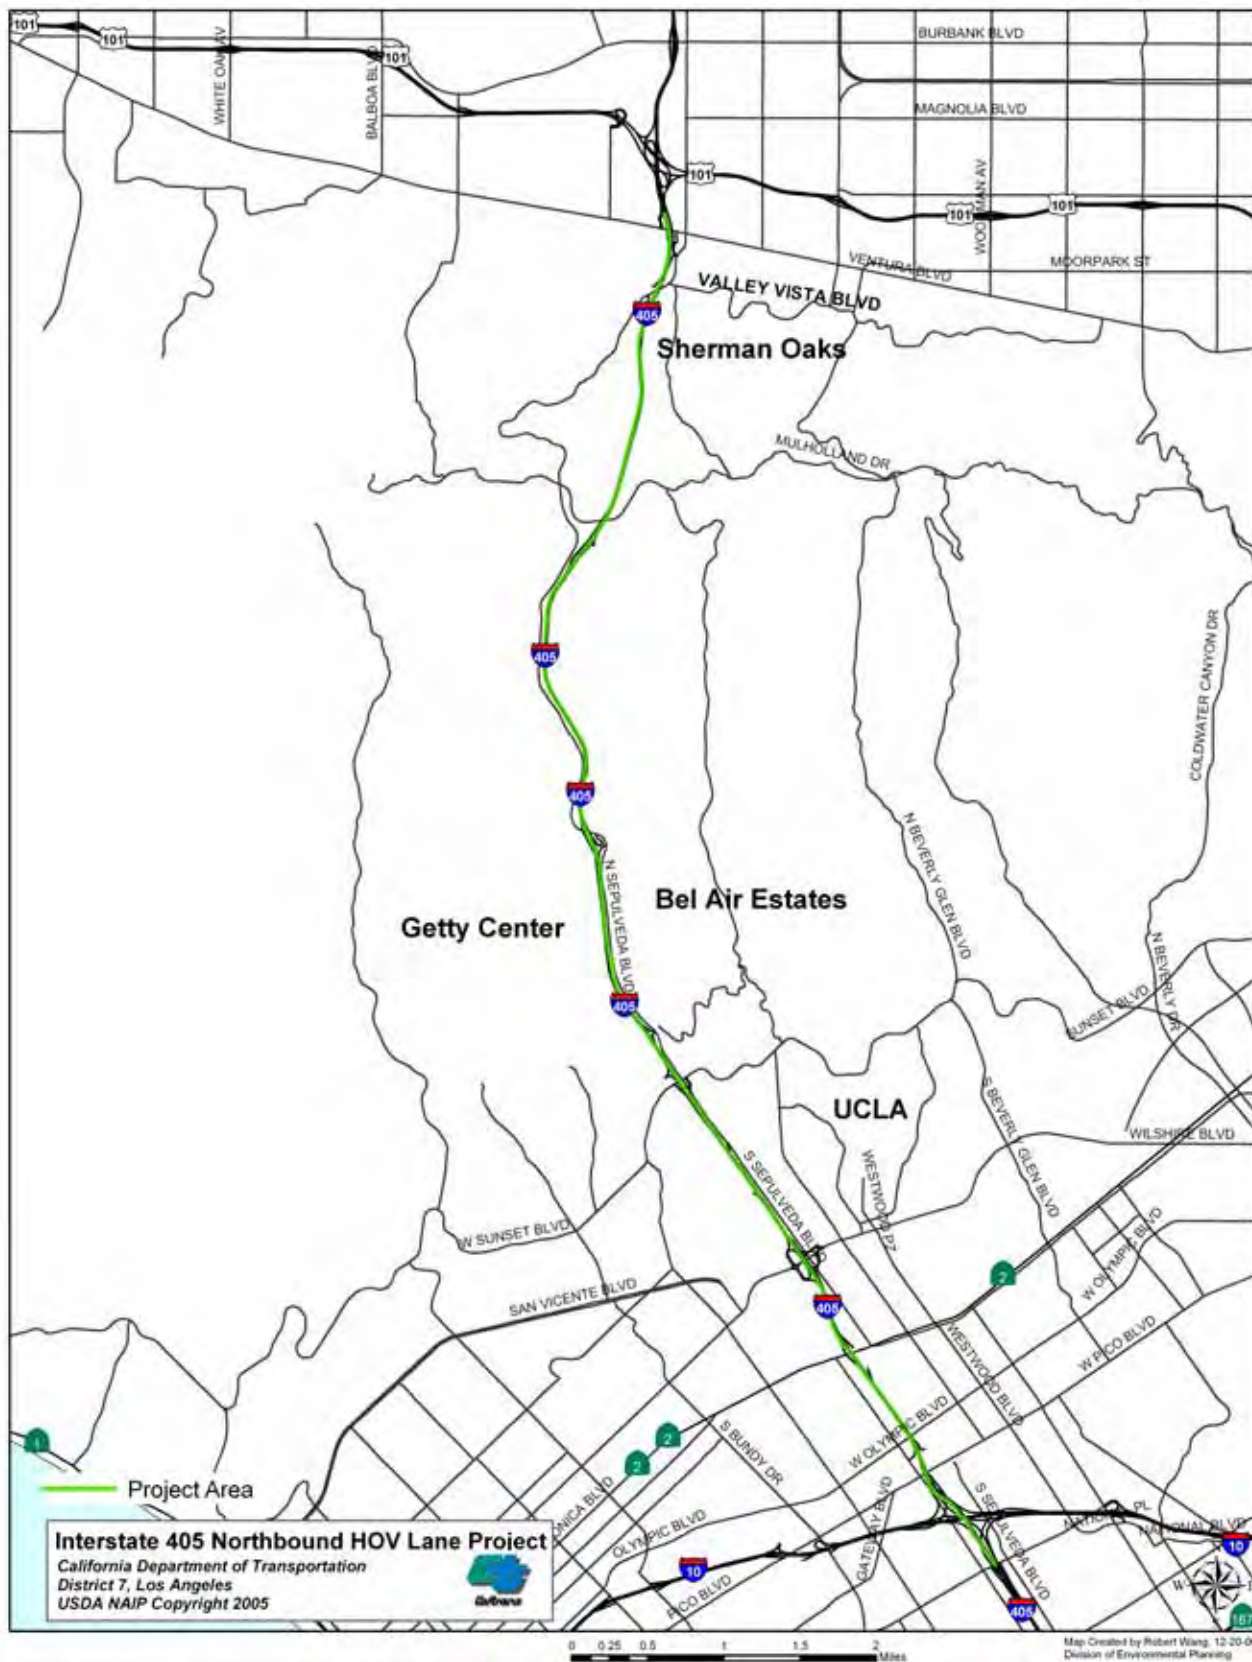 101
101
101
WHITE OAK AV
BALBOA BLVD
BURBANK BLVD
MAGNOLIA BLVD
101
101
101
VENTURA BLVD
MOORPARK ST
VALLEY VISTA BLVD
405
Sherman Oaks
MULHOLLAND DR
405
COLDWATER CANYON DR
405
N SEPULVEDA BLVD
N BEVERLY GLEN BLVD
Bel Air Estates
Getty Center
N BEVERLY DR
405
SUNSET BLVD
UCLA
S BEVERLY GLEN BLVD
WILSHIRE BLVD
S SEPULVEDA
WESTWOOD PZ
W SUNSET BLVD
W OLYMPIC BLVD
2
SAN VICENTE BLVD
405
WESTWOOD BLVD
W PICO BLVD
1
2
2
S BUNDY DR
W OLYMPIC BLVD
Project Area
OLYMPIC BLVD
GATEWAY BLVD
S SEPULVEDA BLVD
PL
NATIONAL BLVD
10
10
PICO BLVD
405
187
Interstate 405 Northbound HOV Lane Project
California Department of Transportation
District 7, Los Angeles
USDA NAIP Copyright 2005
Caltrans
0 0.25 0.5 1 1.5 2
Miles
Map Created by Robert Wang, 12-20-0
Division of Environmental Planning